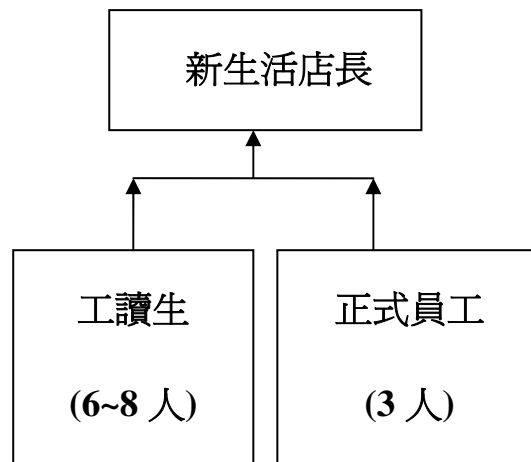 新生活店長
工讀生
(6~8 人)
正式員工
(3 人)